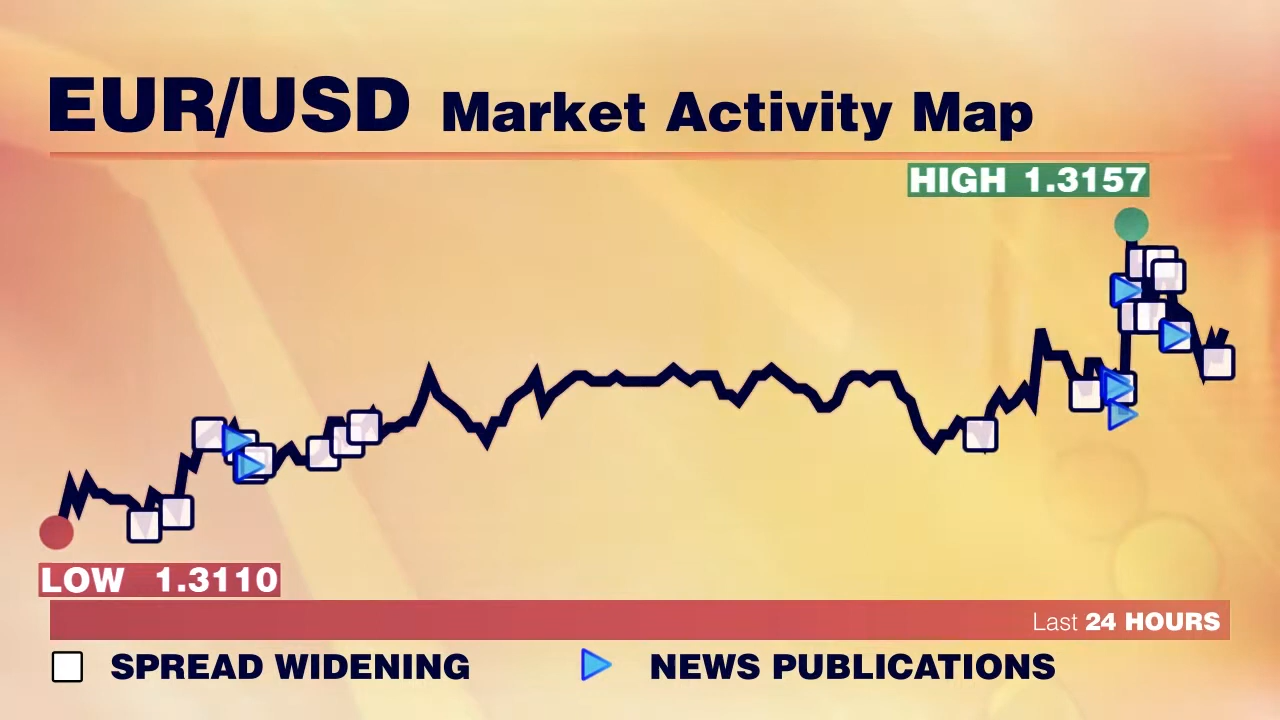 EUR/USD Market Activity Map
HIGH 1.3157
LOW 1.3110
Last 24 HOURS
SPREAD WIDENING
NEWS PUBLICATIONS